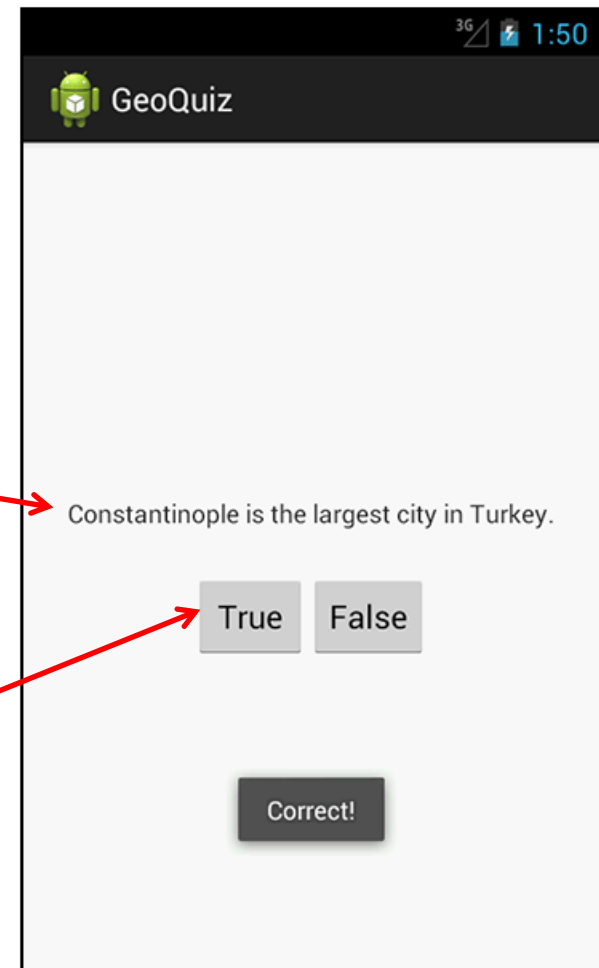 3G 1:50
GeoQuiz
Constantinople is the largest city in Turkey.
True False
Correct!